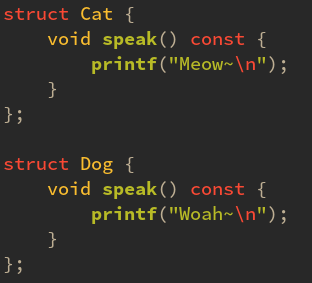 struct Cat {
    void speak() const {
        printf("Meow~\n");
    }
};

struct Dog {
    void speak() const {
        printf("Woah~\n");
    }
};